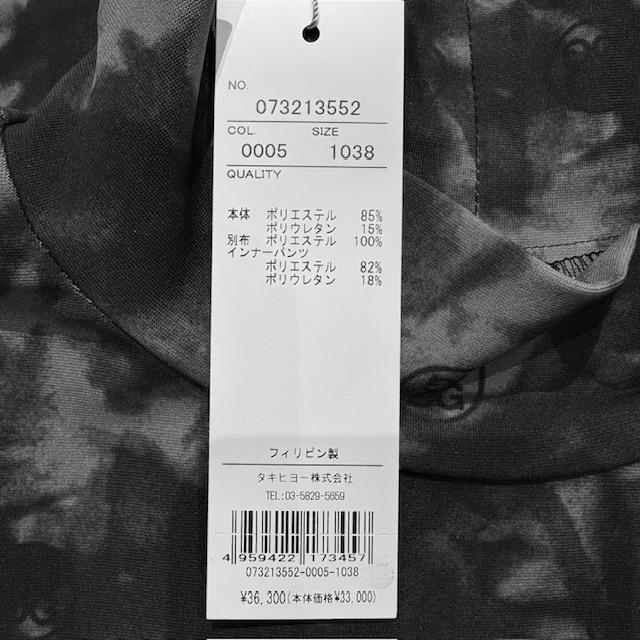 NO.
073213552
COL. SIZE
0005 1038
QUALITY
本体 ポリエステル 85%
ポリウレタン 15%
別布 ポリエステル 100%
インナーパンツ
ポリエステル 82%
ポリウレタン 18%
G
フィリピン製
タキヒヨー株式会社
TEL:03-5829-5659
4 959422 173457
073213552-0005-1038
¥36,300(本体価格¥33,000)